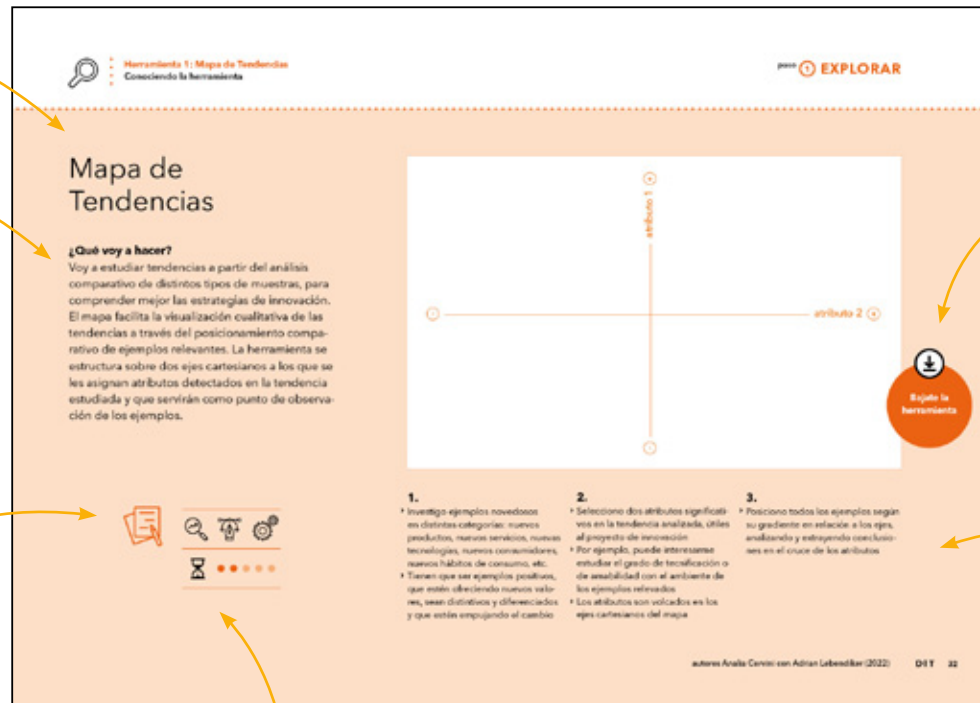 Herramienta 1: Mapa de Tendencias
Conociendo la herramienta
paso 1 EXPLORAR
Mapa de
Tendencias
¿Qué voy a hacer?
Voy a estudiar tendencias a partir del análisis
comparativo de distintos tipos de muestras, para
comprender mejor las estrategias de innovación.
El mapa facilita la visualización cualitativa de las
tendencias a través del posicionamiento compa-
rativo de ejemplos relevantes. La herramienta se
estructura sobre dos ejes cartesianos a los que se
les asignan atributos detectados en la tendencia
estudiada y que servirán como punto de observa-
ción de los ejemplos.
+
atributo 1
-
atributo 2 +
-
Bajate la
herramienta
1.
Investigo ejemplos novedosos
en distintas categorías: nuevos
productos, nuevos servicios, nuevas
tecnologías, nuevos consumidores,
nuevos hábitos de consumo, etc.
Tienen que ser ejemplos positivos,
que estén ofreciendo nuevos valo-
res, sean distintivos y diferenciados
y que estén empujando el cambio
2.
Selecciono dos atributos significati-
vos en la tendencia analizada, útiles
al proyecto de innovación
Por ejemplo, puede interesarme
estudiar el grado de tecnificación o
de amabilidad con el ambiente de
los ejemplos relevados
Los atributos son volcados en los
ejes cartesianos del mapa
3.
Posiciono todos los ejemplos según
su gradiente en relación a los ejes,
analizando y extrayendo conclusio-
nes en el cruce de los atributos
autores Analía Cervini con Adrian Lebendiker (2022) DIT 32